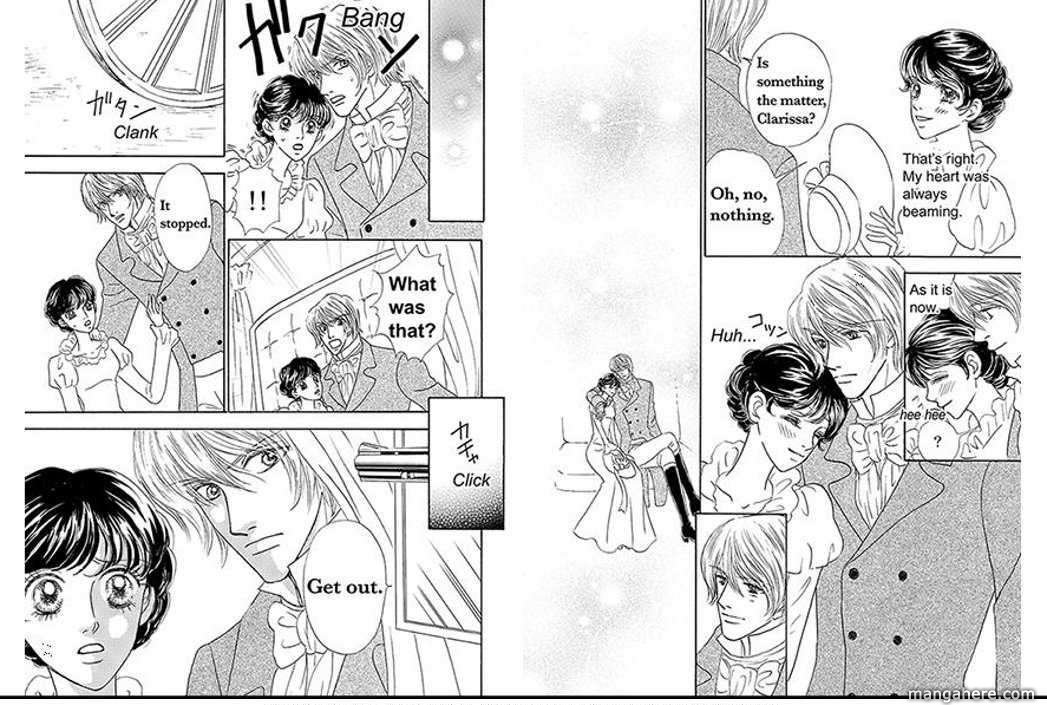 Is
something
the matter,
Clarissa?
That's right.
My heart was
always
beaming.
Oh, no,
nothing.
As it is
now.
コツン
Huh...
hee hee
?
ガクン
Bang
!!
ガタン
Clank
What
was
that?
It
stopped.
カチャ
Click
Get out.
mangahere.com